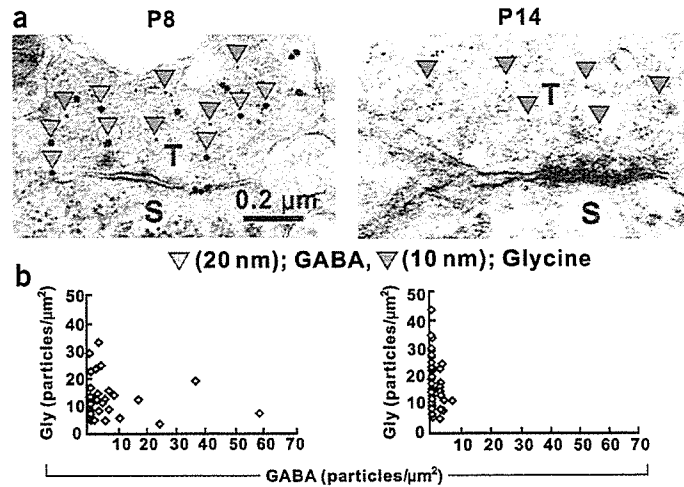 a
P8
P14
T
S
0.2 µm
T
S
(20 nm); GABA, (10 nm); Glycine
b
Gly (particles/µm²)
50
40
30
20
10
0
10 20 30 40 50 60 70
Gly (particles/µm²)
50
40
30
20
10
0
10 20 30 40 50 60 70
GABA (particles/µm²)